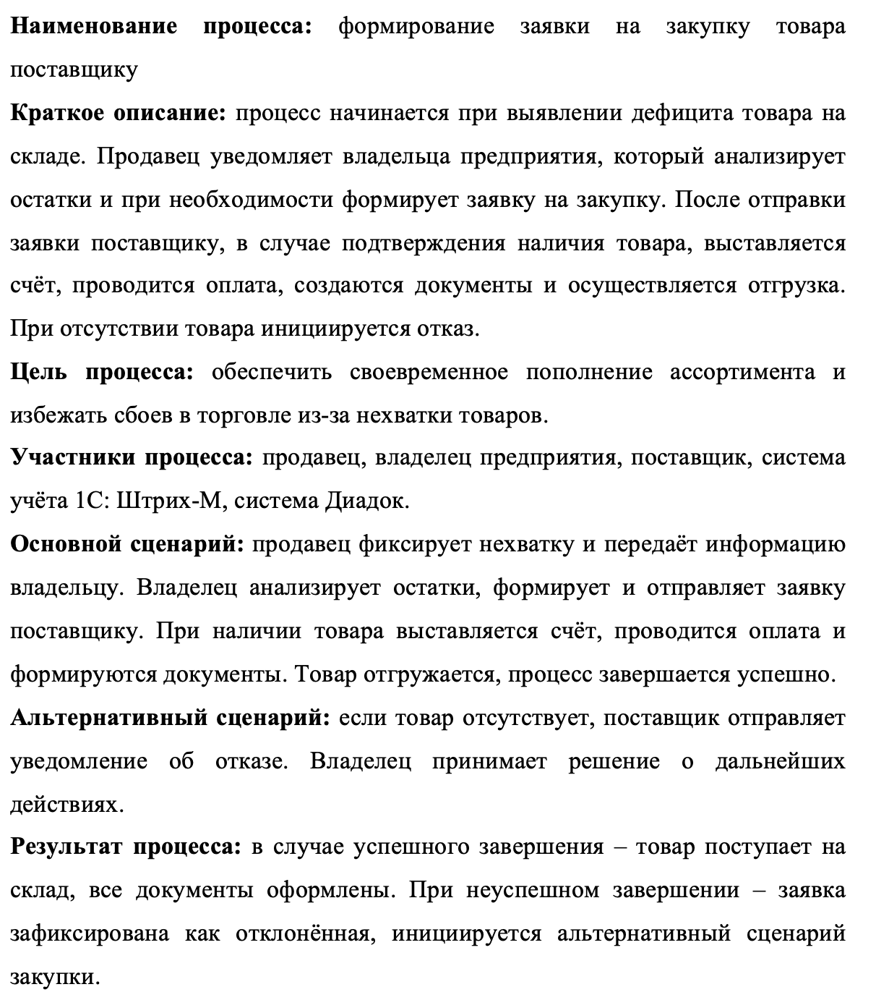 Наименование процесса: формирование заявки на закупку товара
поставщику
Краткое описание: процесс начинается при выявлении дефицита товара на
складе. Продавец уведомляет владельца предприятия, который анализирует
остатки и при необходимости формирует заявку на закупку. После отправки
заявки поставщику, в случае подтверждения наличия товара, выставляется
счёт, проводится оплата, создаются документы и осуществляется отгрузка.
При отсутствии товара инициируется отказ.
Цель процесса: обеспечить своевременное пополнение ассортимента и
избежать сбоев в торговле из-за нехватки товаров.
Участники процесса: продавец, владелец предприятия, поставщик, система
учёта 1С: Штрих-М, система Диадок.
Основной сценарий: продавец фиксирует нехватку и передаёт информацию
владельцу. Владелец анализирует остатки, формирует и отправляет заявку
поставщику. При наличии товара выставляется счёт, проводится оплата и
формируются документы. Товар отгружается, процесс завершается успешно.
Альтернативный сценарий: если товар отсутствует, поставщик отправляет
уведомление об отказе. Владелец принимает решение о дальнейших
действиях.
Результат процесса: в случае успешного завершения – товар поступает на
склад, все документы оформлены. При неуспешном завершении – заявка
зафиксирована как отклонённая, инициируется альтернативный сценарий
закупки.